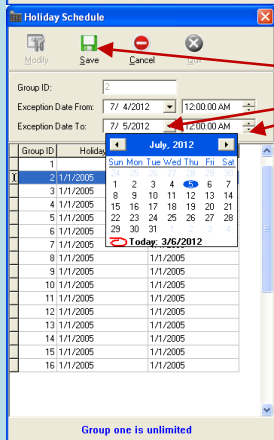 Holiday Schedule
Modify Save Cancel Quit
Group ID: 2
Exception Date From: 7/ 4/2012 12:00:00 AM
Exception Date To: 7/ 5/2012 12:00:00 AM
July, 2012
Group ID Holiday
Sun Mon Tue Wed Thu Fri Sat
24 25 26 27 28 29 30
1 2 3 4 5 6 7
8 9 10 11 12 13 14
15 16 17 18 19 20 21
22 23 24 25 26 27 28
29 30 31 1 2 3 4
Today: 3/6/2012
1
2 1/1/2005
3 1/1/2005
4 1/1/2005
5 1/1/2005
6 1/1/2005
7 1/1/2005 1/1/2005
8 1/1/2005 1/1/2005
9 1/1/2005 1/1/2005
10 1/1/2005 1/1/2005
11 1/1/2005 1/1/2005
12 1/1/2005 1/1/2005
13 1/1/2005 1/1/2005
14 1/1/2005 1/1/2005
15 1/1/2005 1/1/2005
16 1/1/2005 1/1/2005
Group one is unlimited